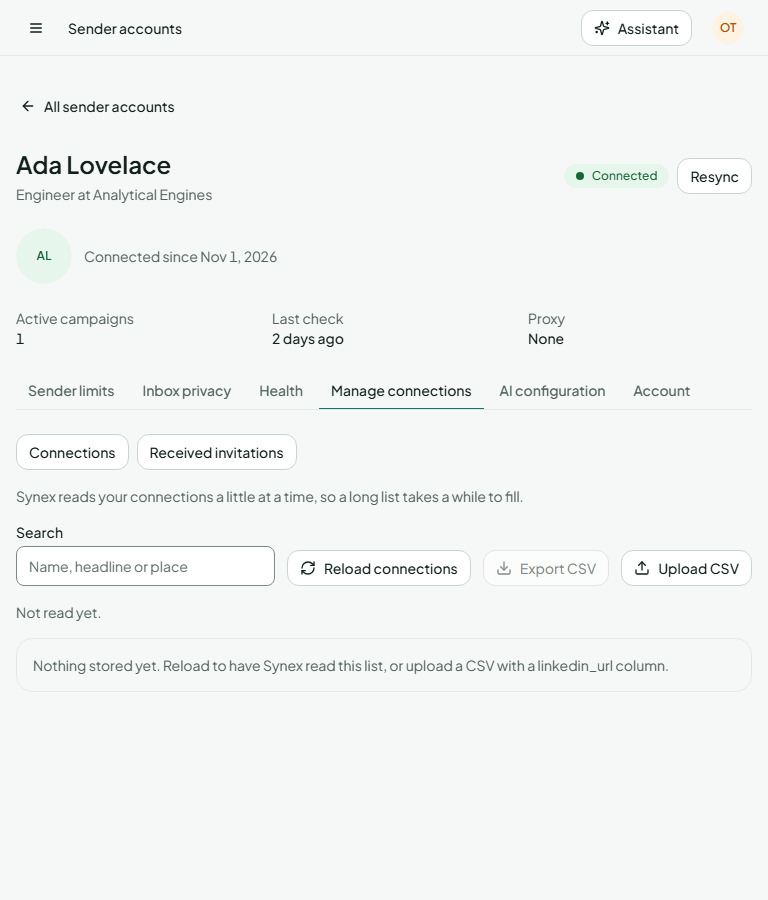 Sender accounts
Assistant
OT
All sender accounts
Ada Lovelace
Engineer at Analytical Engines
Connected
Resync
AL
Connected since Nov 1, 2026
Active campaigns
1
Last check
2 days ago
Proxy
None
Sender limits
Inbox privacy
Health
Manage connections
AI configuration
Account
Connections
Received invitations
Synex reads your connections a little at a time, so a long list takes a while to fill.
Search
Name, headline or place
Reload connections
Export CSV
Upload CSV
Not read yet.
Nothing stored yet. Reload to have Synex read this list, or upload a CSV with a linkedin_url column.